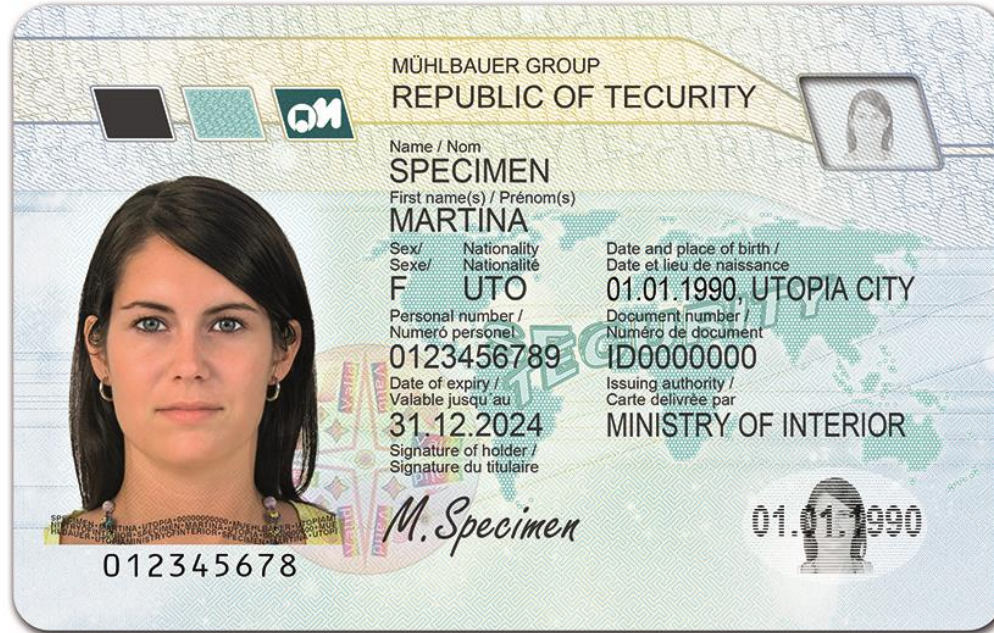 MÜHLBAUER GROUP
REPUBLIC OF TECURITY
Name / Nom
SPECIMEN
First name(s) / Prénom(s)
MARTINA
Sex/ Nationality Date and place of birth /
Sexe/ Nationalité Date et lieu de naissance
F UTO 01.01.1990, UTOPIA CITY
Personal number / Document number /
Numeró personel Numéro de document
0123456789 ID0000000
Date of expiry / Issuing authority /
Valable jusqu'au Carte delivrée par
31.12.2024 MINISTRY OF INTERIOR
Signature of holder /
Signature du titulaire
M. Specimen
01.01.1990
012345678
TECURITY
Valid